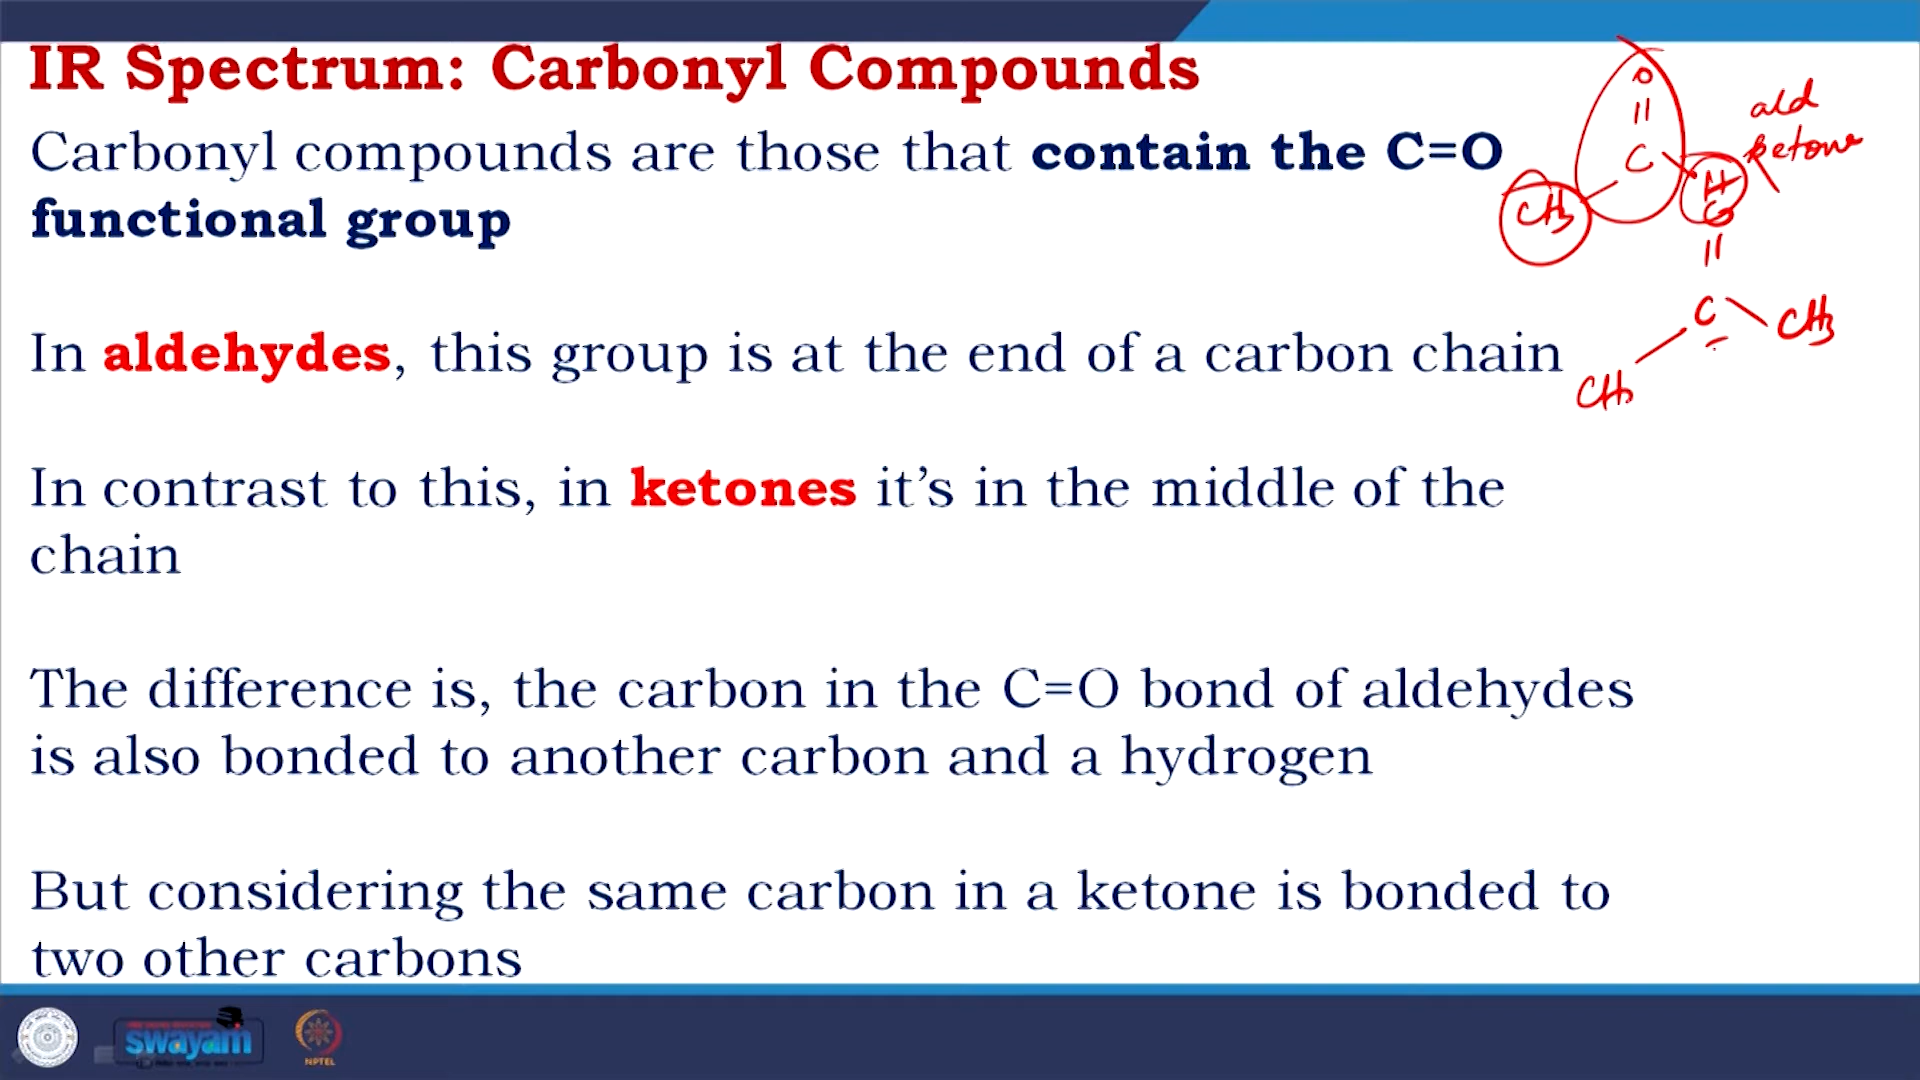 IR Spectrum: Carbonyl Compounds
Carbonyl compounds are those that contain the C=O
functional group
In aldehydes, this group is at the end of a carbon chain
In contrast to this, in ketones it’s in the middle of the
chain
The difference is, the carbon in the C=O bond of aldehydes
is also bonded to another carbon and a hydrogen
But considering the same carbon in a ketone is bonded to
two other carbons
O
C
CH3
H
ald
ketone
O
C
CH3
CH3
swayam
NPTEL